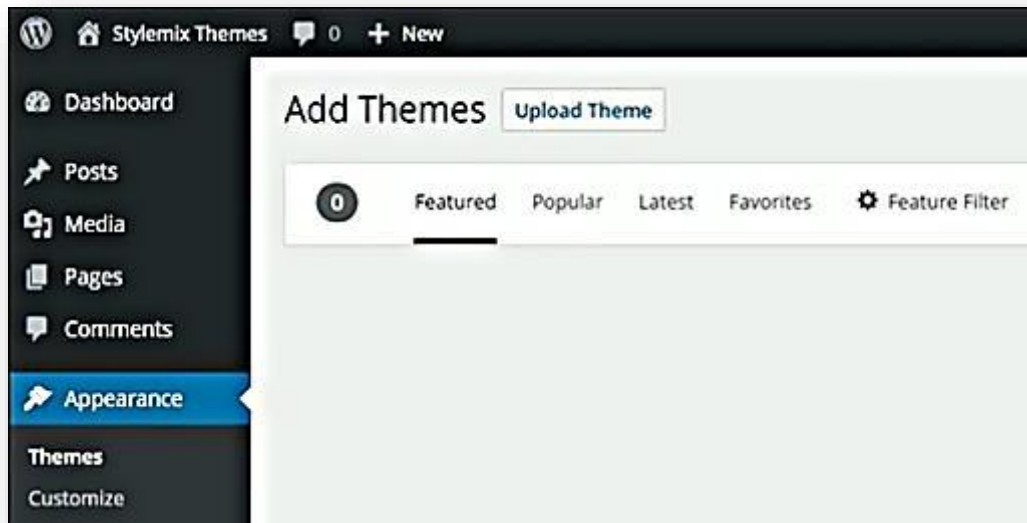 Stylemix Themes 0 New
Dashboard
Posts
Media
Pages
Comments
Appearance
Themes
Customize
Add Themes Upload Theme
0 Featured Popular Latest Favorites Feature Filter